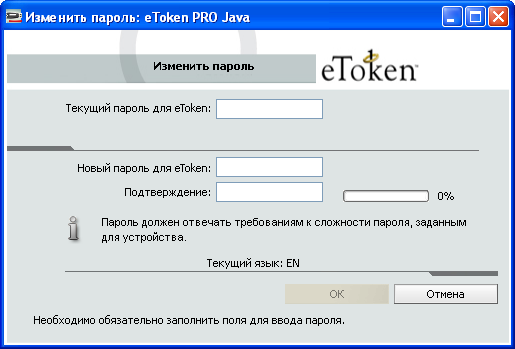 Изменить пароль: eToken PRO Java
Изменить пароль
eToken™
Текущий пароль для eToken:
Новый пароль для eToken:
Подтверждение:
0%
Пароль должен отвечать требованиям к сложности пароля, заданным
для устройства.
Текущий язык: EN
OK
Отмена
Необходимо обязательно заполнить поля для ввода пароля.